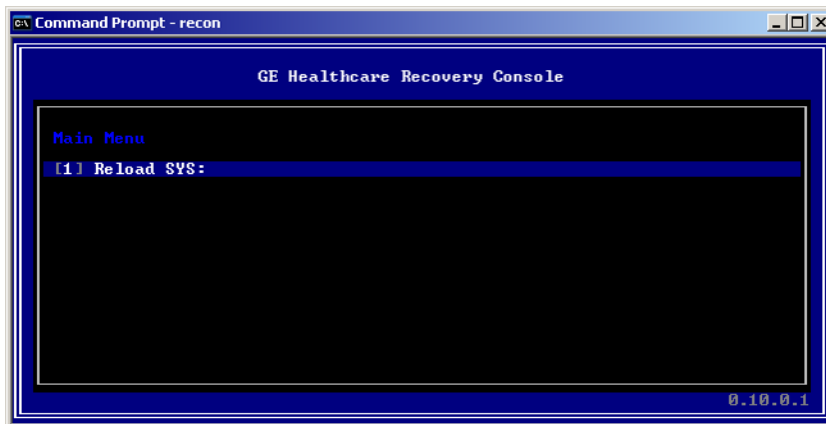 Command Prompt - recon
GE Healthcare Recovery Console
Main Menu
[1] Reload SYS:
0.10.0.1